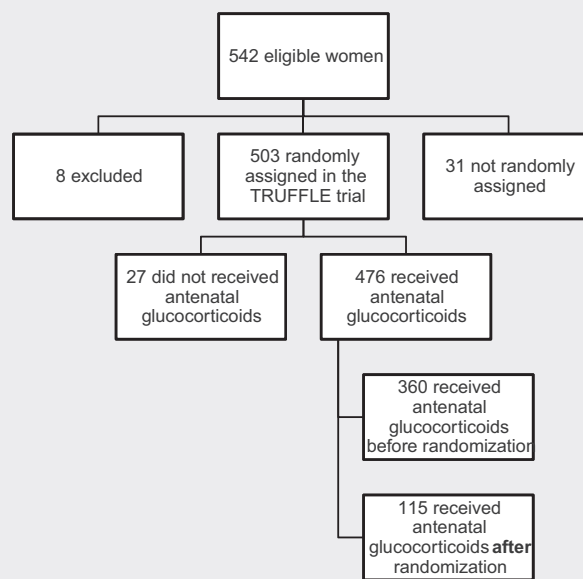 542 eligible women
8 excluded
503 randomly
assigned in the
TRUFFLE trial
31 not randomly
assigned
27 did not received
antenatal
glucocorticoids
476 received
antenatal
glucocorticoids
360 received
antenatal
glucocorticoids
before randomization
115 received
antenatal
glucocorticoids after
randomization